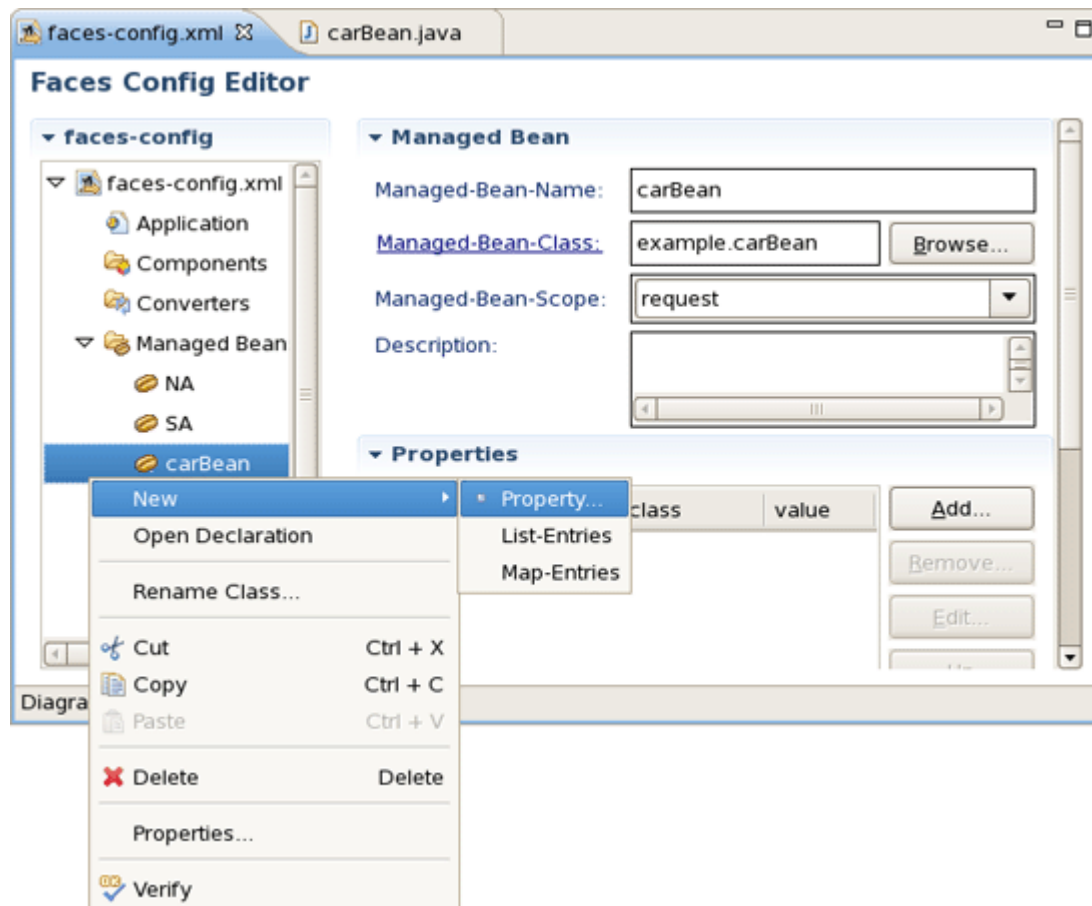 faces-config.xml carBean.java
Faces Config Editor
faces-config
faces-config.xml
Application
Components
Converters
Managed Bean
NA
SA
carBean
Managed Bean
Managed-Bean-Name: carBean
Managed-Bean-Class: example.carBean Browse...
Managed-Bean-Scope: request
Description:
Properties
class value Add...
Remove...
Edit...
New
Open Declaration
Rename Class...
Cut Ctrl + X
Copy Ctrl + C
Paste Ctrl + V
Delete Delete
Properties...
Verify
Property...
List-Entries
Map-Entries
Diagra